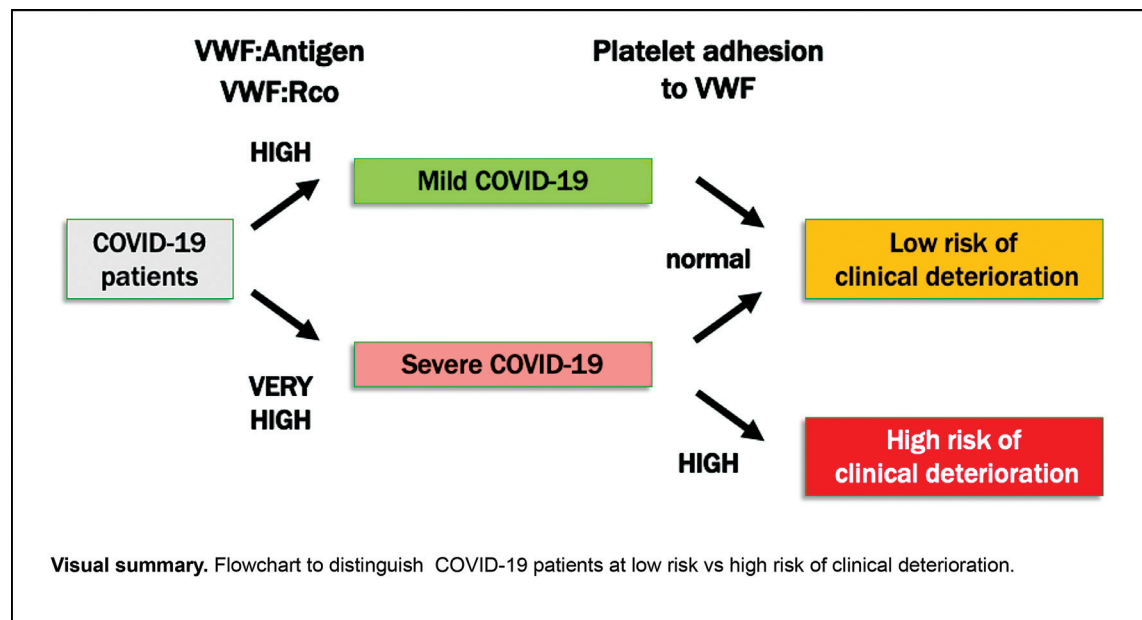 VWF:Antigen
VWF:Rco
Platelet adhesion
to VWF
HIGH
Mild COVID-19
COVID-19
patients
normal
Low risk of
clinical deterioration
Severe COVID-19
VERY
HIGH
HIGH
High risk of
clinical deterioration
Visual summary. Flowchart to distinguish COVID-19 patients at low risk vs high risk of clinical deterioration.